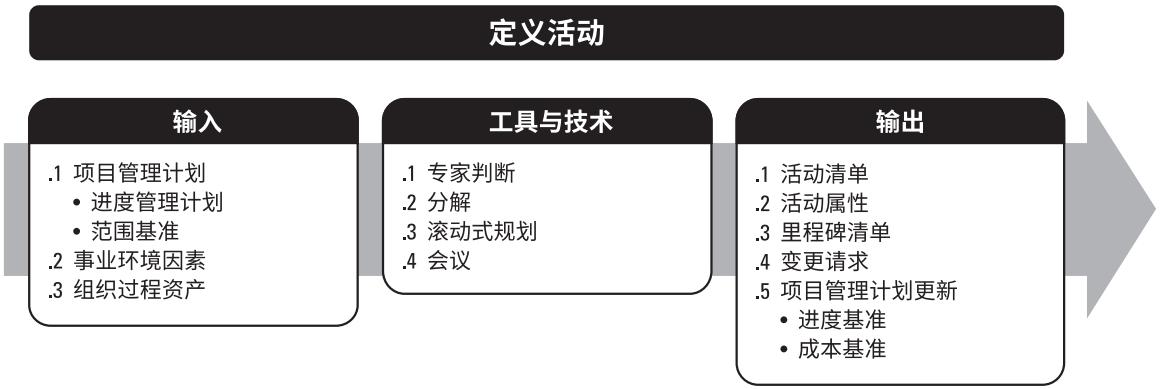 定义活动
输入
.1 项目管理计划
• 进度管理计划
• 范围基准
.2 事业环境因素
.3 组织过程资产
工具与技术
.1 专家判断
.2 分解
.3 滚动式规划
.4 会议
输出
.1 活动清单
.2 活动属性
.3 里程碑清单
.4 变更请求
.5 项目管理计划更新
• 进度基准
• 成本基准